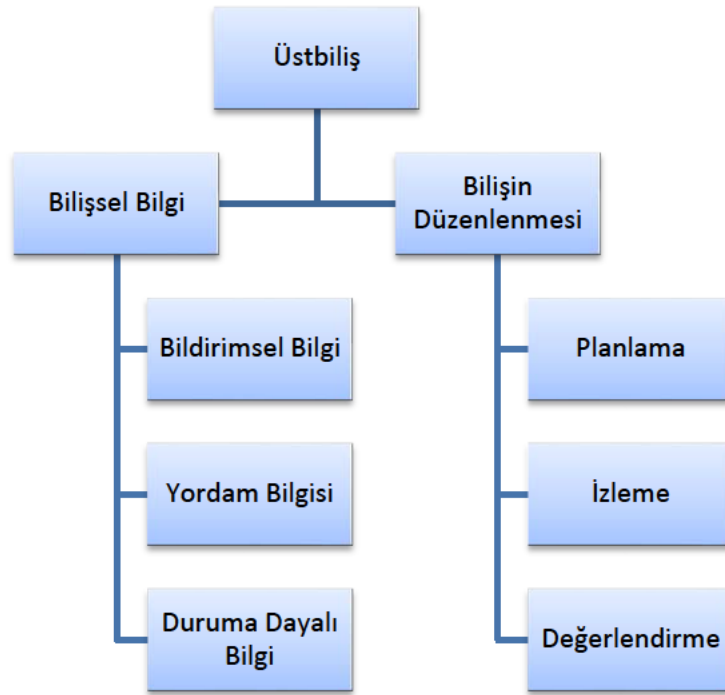 Üstbiliş
Bilişsel Bilgi
Bilişin
Düzenlenmesi
Bildirimsel Bilgi
Planlama
Yordam Bilgisi
İzleme
Duruma Dayalı
Bilgi
Değerlendirme